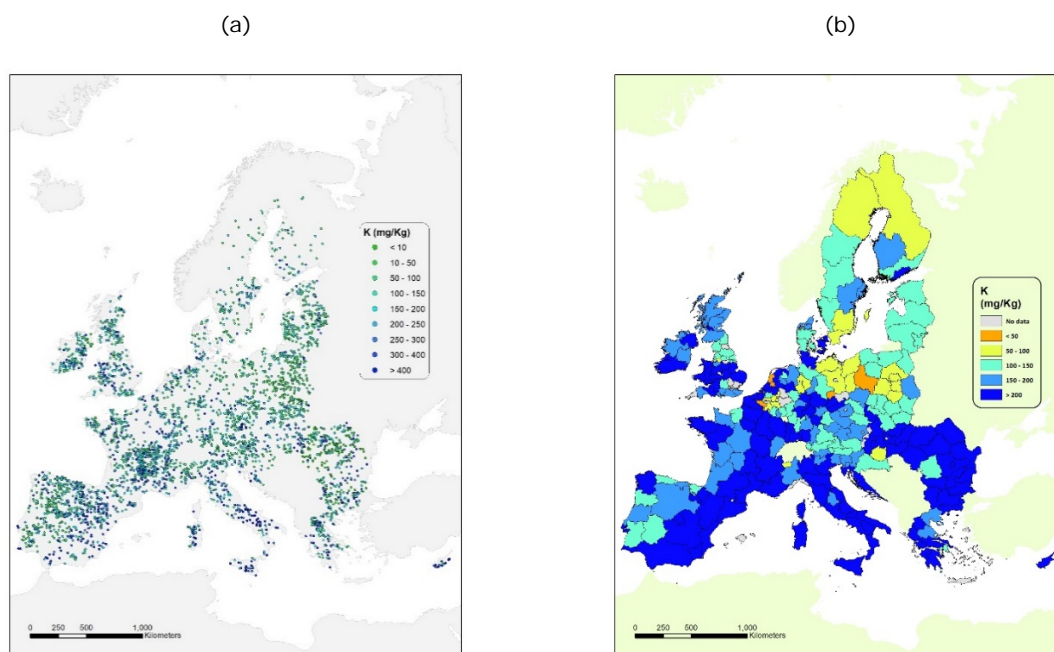 (a)
(b)
K (mg/Kg)
< 10
10 - 50
50 - 100
100 - 150
150 - 200
200 - 250
250 - 300
300 - 400
> 400
0 250 500 1,000
Kilometers
K
(mg/Kg)
No data
< 50
50 - 100
100 - 150
150 - 200
> 200
0 250 500 1,000
Kilometers